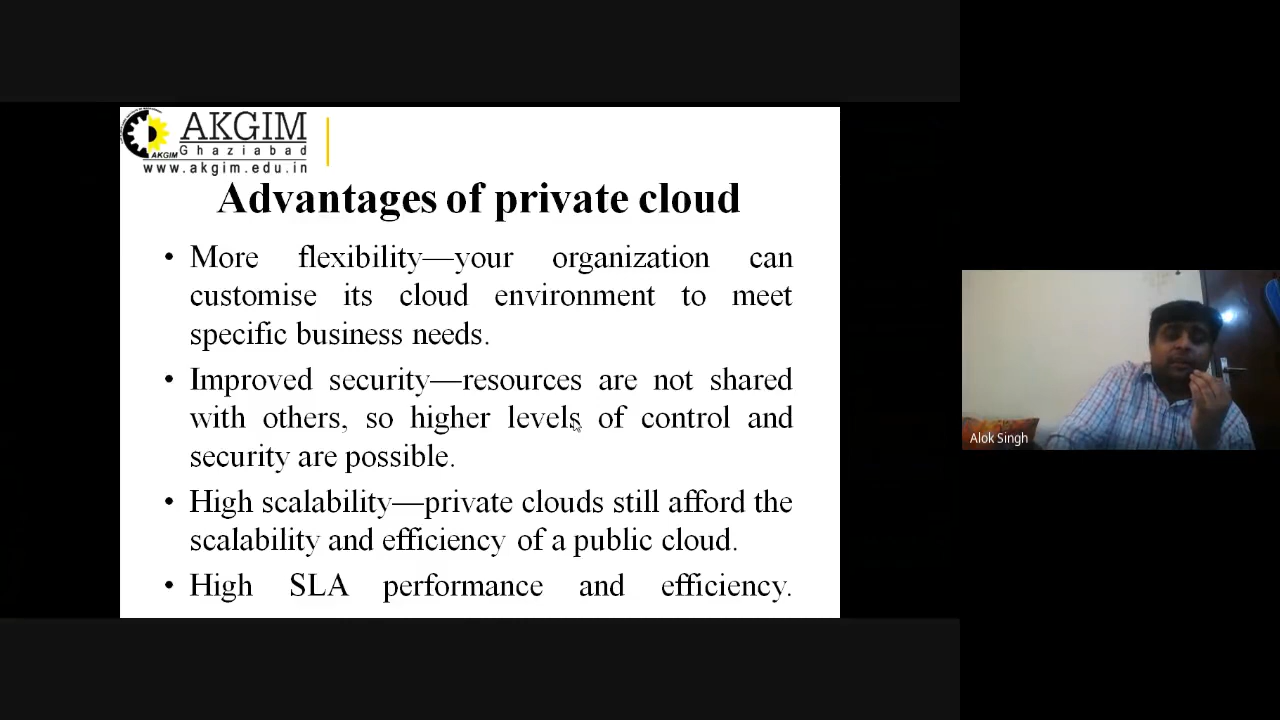 AKGIM
Ghaziabad
AKGIM
www.akgim.edu.in
Advantages of private cloud
• More flexibility—your organization can
customise its cloud environment to meet
specific business needs.
• Improved security—resources are not shared
with others, so higher levels of control and
security are possible.
• High scalability—private clouds still afford the
scalability and efficiency of a public cloud.
• High SLA performance and efficiency.
Alok Singh